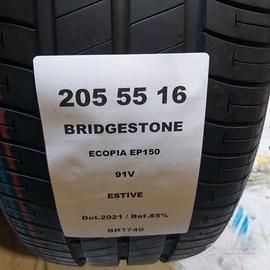 205 55 16
BRIDGESTONE
ECOPIA EP150
91V
ESTIVE
Dot.2021 / Bat.85%
BR1740